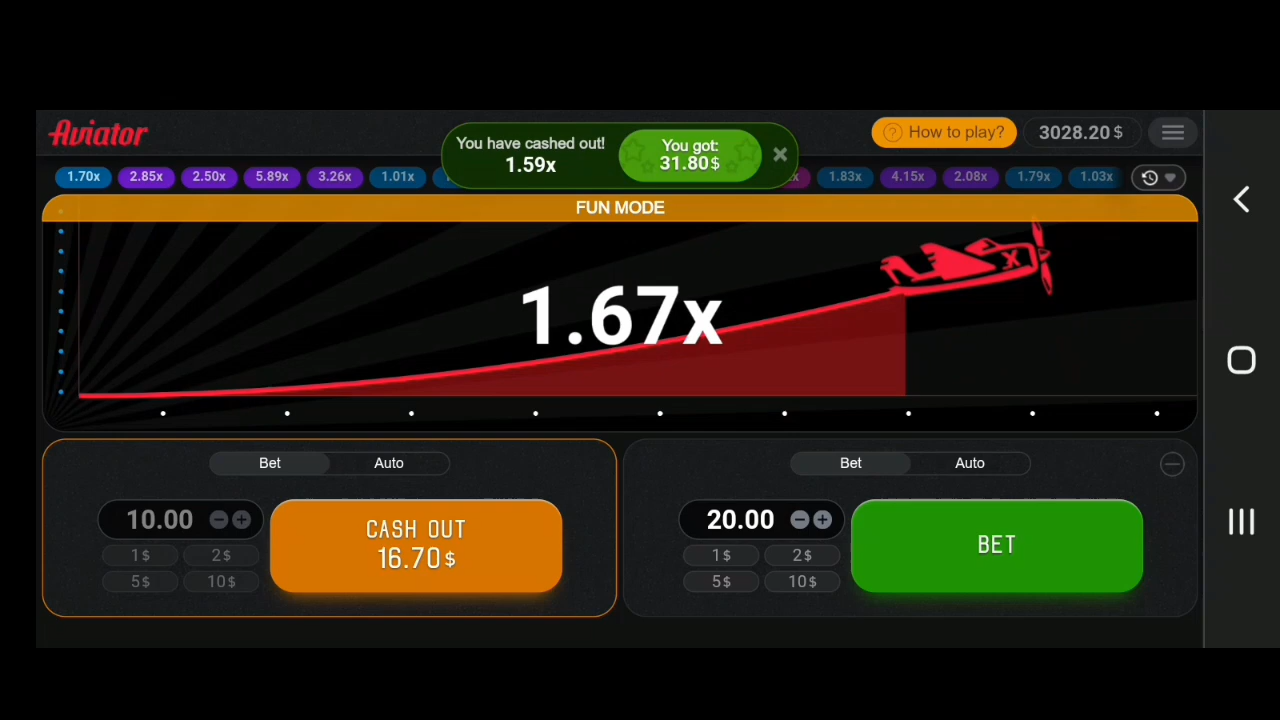 Aviator
You have cashed out!
1.59x
You got:
31.80$
How to play?
3028.20 $
1.70x
2.85x
2.50x
5.89x
3.26x
1.01x
1.83x
4.15x
2.08x
1.79x
1.03x
FUN MODE
1.67x
Bet
Auto
10.00
1$
2$
5$
10$
CASH OUT
16.70 $
Bet
Auto
20.00
1$
2$
5$
10$
BET